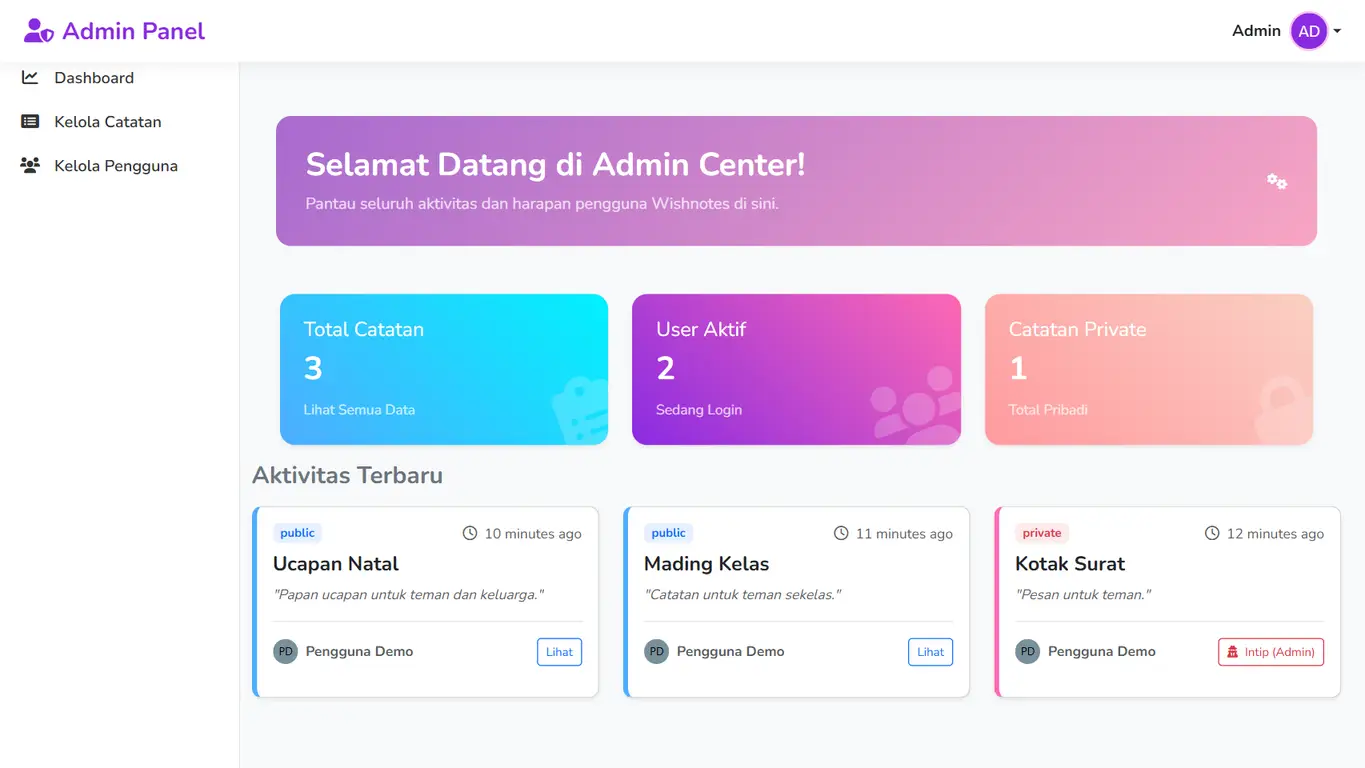 Admin Panel
Admin
AD
Dashboard
Kelola Catatan
Kelola Pengguna
Selamat Datang di Admin Center!
Pantau seluruh aktivitas dan harapan pengguna Wishnotes di sini.
Total Catatan
3
Lihat Semua Data
User Aktif
2
Sedang Login
Catatan Private
1
Total Pribadi
Aktivitas Terbaru
public
10 minutes ago
Ucapan Natal
"Papan ucapan untuk teman dan keluarga."
PD
Pengguna Demo
Lihat
public
11 minutes ago
Mading Kelas
"Catatan untuk teman sekelas."
PD
Pengguna Demo
Lihat
private
12 minutes ago
Kotak Surat
"Pesan untuk teman."
PD
Pengguna Demo
Intip (Admin)